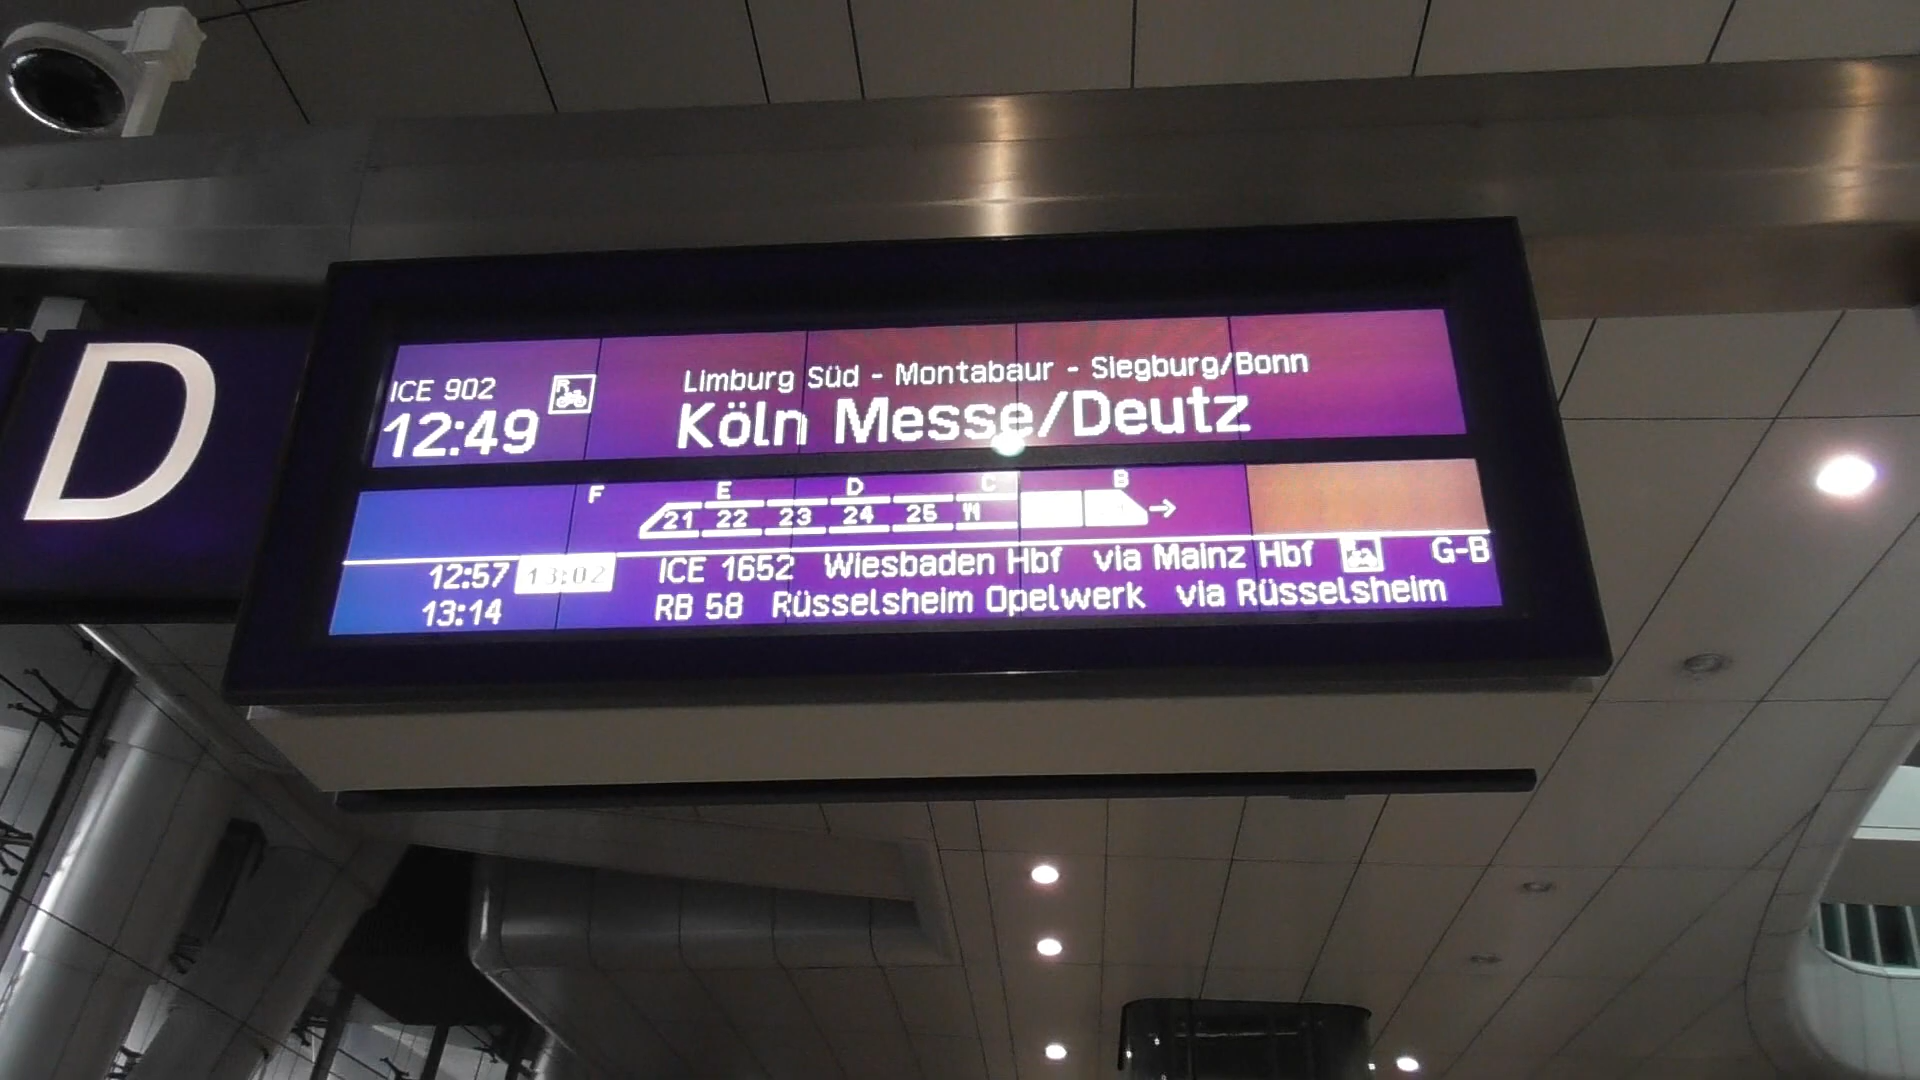 D
ICE 902
12:49
Limburg Süd - Montabaur - Siegburg/Bonn
Köln Messe/Deutz
F E D C B
21 22 23 24 25
12:57 13:02 ICE 1652 Wiesbaden Hbf via Mainz Hbf G-B
13:14 RB 58 Rüsselsheim Opelwerk via Rüsselsheim